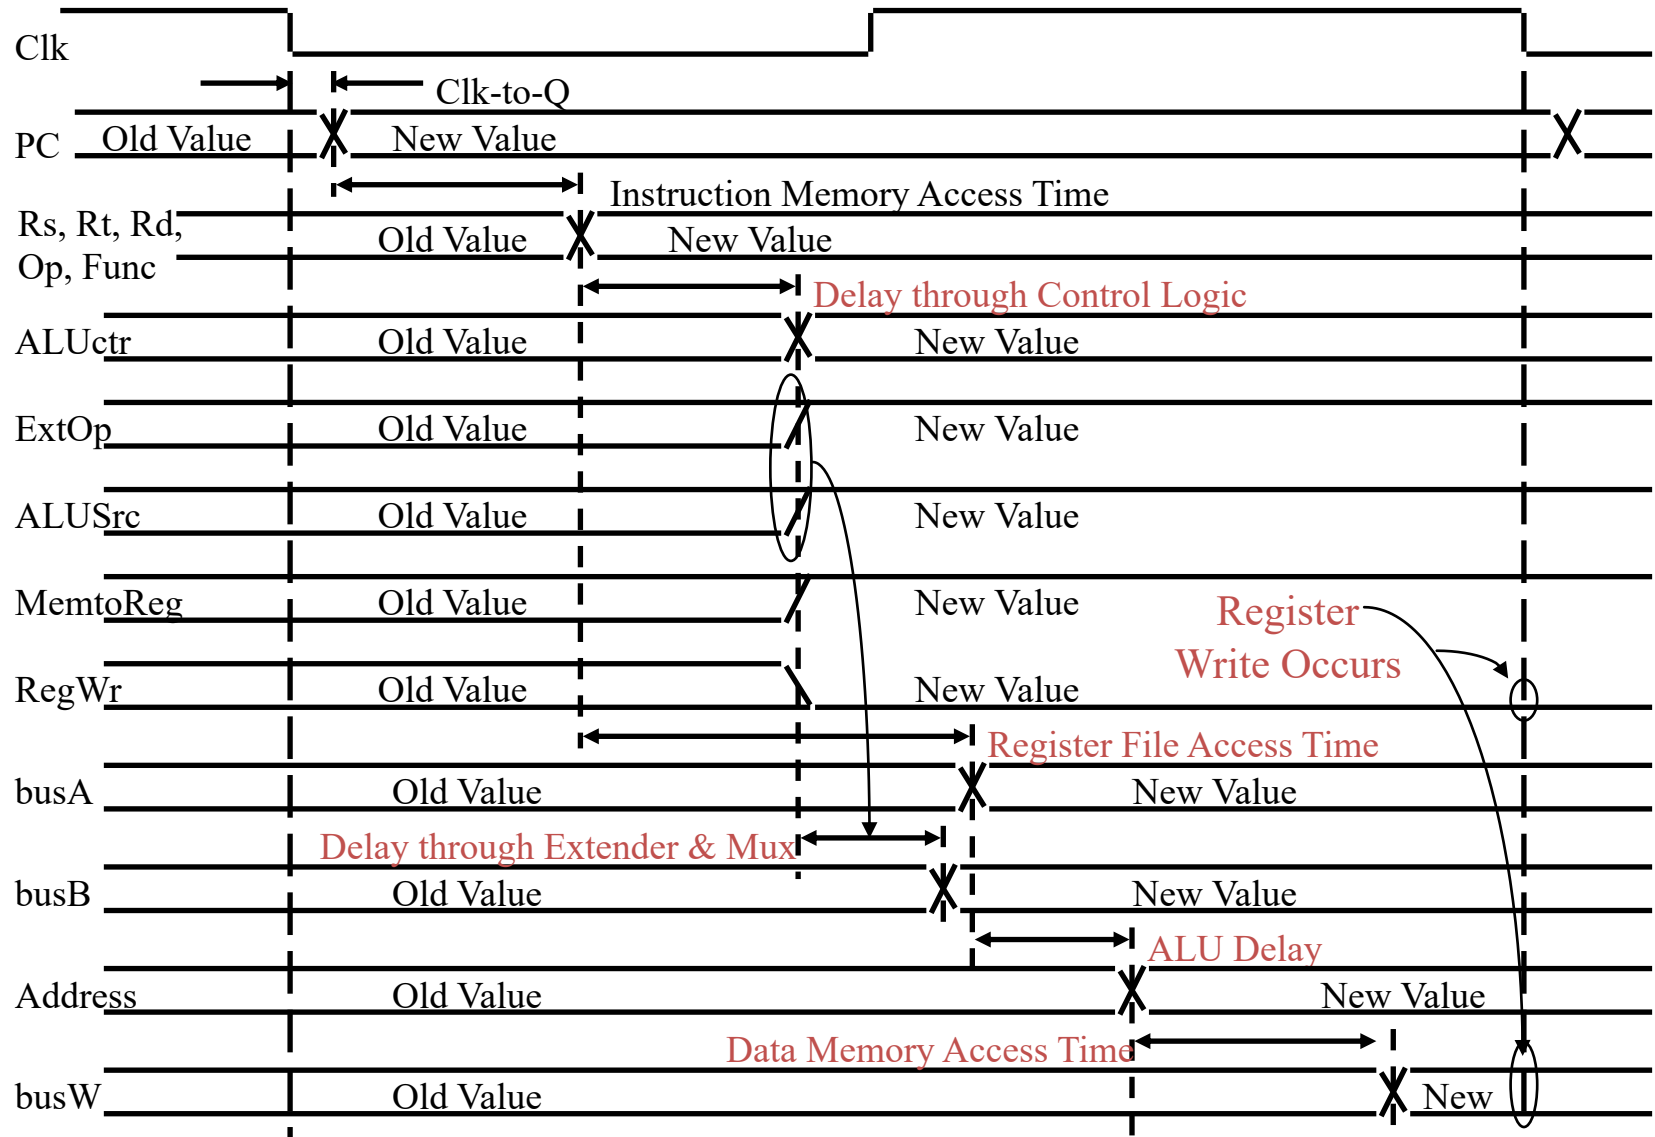 Clk
Clk-to-Q
PC Old Value New Value
Instruction Memory Access Time
Rs, Rt, Rd,
Op, Func Old Value New Value
Delay through Control Logic
ALUctr Old Value New Value
ExtOp Old Value New Value
ALUSrc Old Value New Value
MemtoReg Old Value New Value
Register
Write Occurs
RegWr Old Value New Value
Register File Access Time
busA Old Value New Value
Delay through Extender & Mux
busB Old Value New Value
ALU Delay
Address Old Value New Value
Data Memory Access Time
busW Old Value New